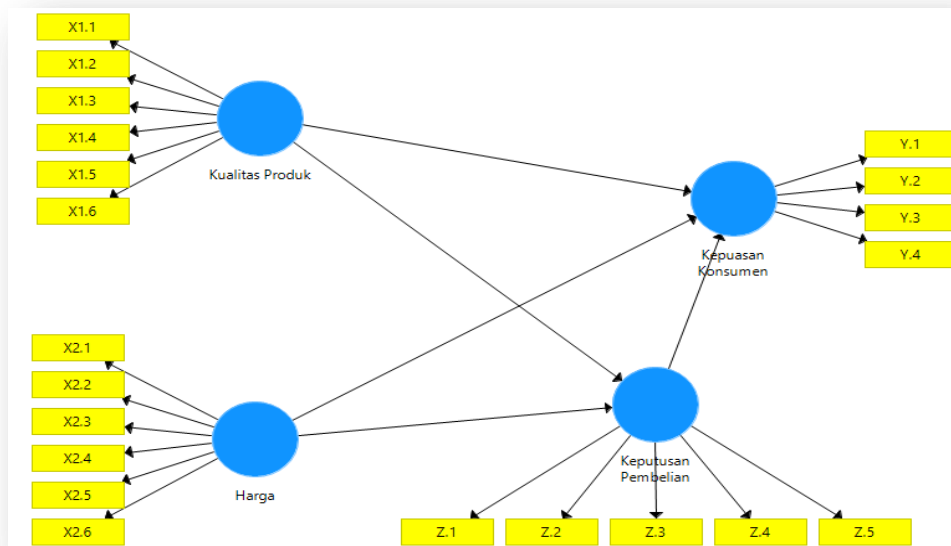 X1.1
X1.2
X1.3
X1.4
X1.5
X1.6
Kualitas Produk
Y.1
Y.2
Y.3
Y.4
Kepuasan
Konsumen
X2.1
X2.2
X2.3
X2.4
X2.5
X2.6
Harga
Keputusan
Pembelian
Z.1
Z.2
Z.3
Z.4
Z.5